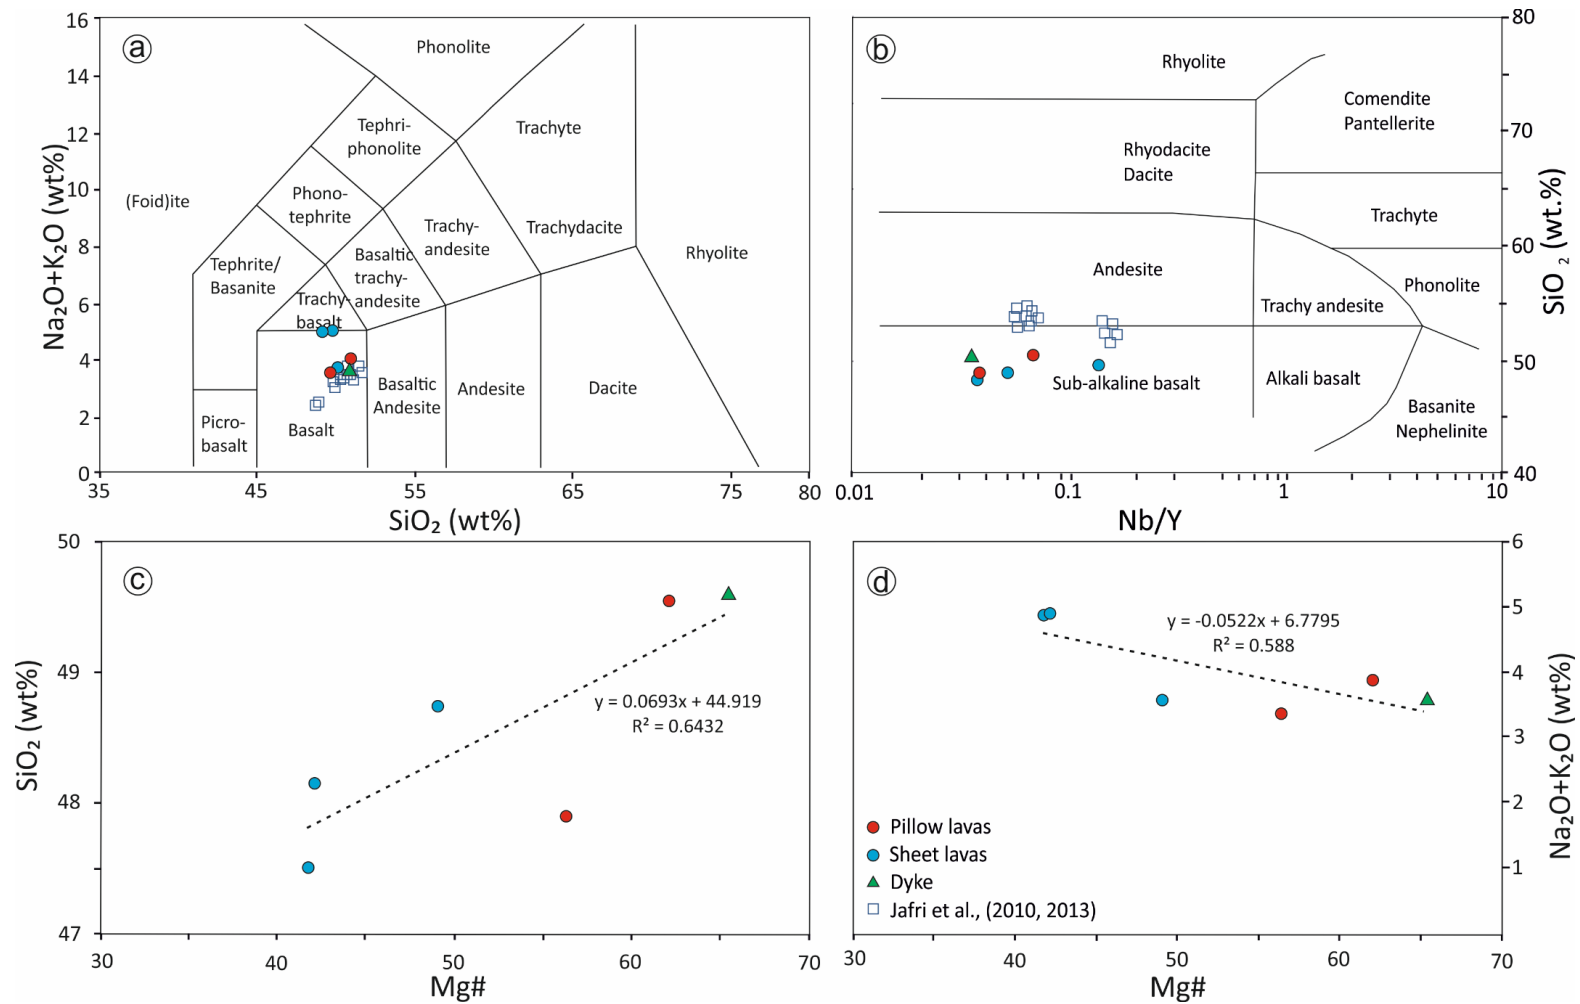 a
16
14
12
10
8
6
4
2
0
Na₂O+K₂O (wt%)
Phonolite
Tephri-
phonolite
Trachyte
(Foid)ite
Phono-
tephrite
Trachy-
andesite
Trachydacite
Rhyolite
Tephrite/
Basanite
Basaltic
trachy-
andesite
Trachy-
basalt
Picro-
basalt
Basalt
Basaltic
Andesite
Andesite
Dacite
35 45 55 65 75 80
SiO₂ (wt%)
b
Rhyolite
Comendite
Pantellerite
Rhyodacite
Dacite
Trachyte
Andesite
Phonolite
Trachy andesite
Sub-alkaline basalt
Alkali basalt
Basanite
Nephelinite
80
70
60
50
40
SiO₂ (wt.%)
0.01 0.1 1 10
Nb/Y
c
50
49
48
47
SiO₂ (wt%)
y = 0.0693x + 44.919
R² = 0.6432
30 40 50 60 70
Mg#
d
y = -0.0522x + 6.7795
R² = 0.588
Pillow lavas
Sheet lavas
Dyke
Jafri et al., (2010, 2013)
6
5
4
3
2
1
Na₂O+K₂O (wt%)
30 40 50 60 70
Mg#